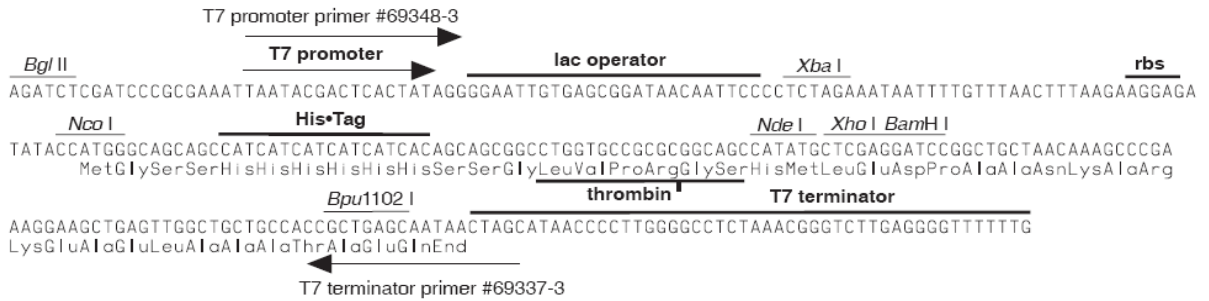 T7 promoter primer #69348-3
Bgl II T7 promoter lac operator Xba I rbs
AGATCTCGATCCCGCGAAATTAATACGACTCACTATAGGGGAATTGTGAGCGGATAACAATTCCCCTCTAGAAATAATTTTGTTTAACTTTAAGAAGGAGA
Nco I His•Tag Nde I Xho I BamH I
TATACCATGGGCAGCAGCCATCATCATCATCATCACAGCAGCGGCCTGGTGCCGCGCGGCAGCCATATGCTCGAGGATCCGGCTGCTAACAAAGCCCGA
MetGlySerSerHisHisHisHisHisHisSerSerGlyLeuValProArgGlySerHisMetLeuGluAspProAlaAlaAsnLysAlaArg
Bpu1102 I thrombin T7 terminator
AAGGAAGCTGAGTTGGCTGCTGCCACCGCTGAGCAATAACTAGCATAACCCCTTGGGGCCTCTAAACGGGTCTTGAGGGGTTTTTTG
LysGluAlaGluLeuAlaAlaAlaThrAlaGluGlnEnd
T7 terminator primer #69337-3